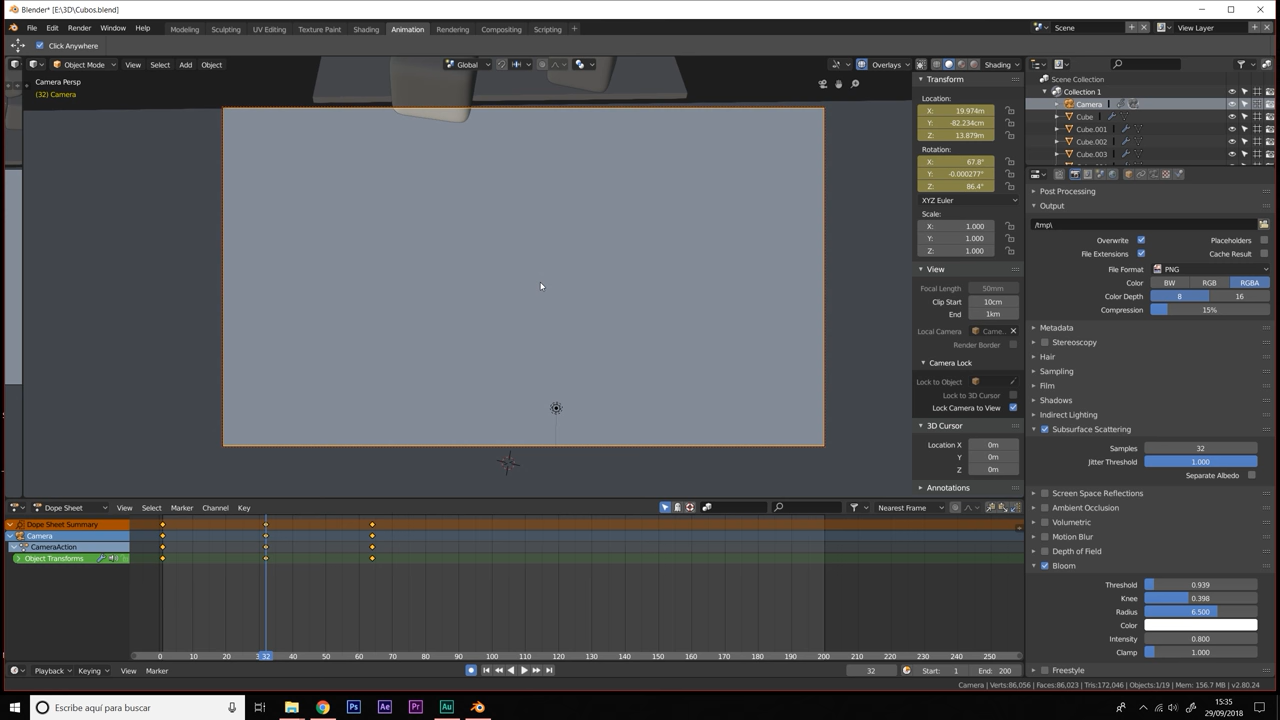 Blender* [E:\3D\Cubos.blend]
File Edit Render Window Help
Modeling Sculpting UV Editing Texture Paint Shading Animation Rendering Compositing Scripting
Scene View Layer
Click Anywhere
Object Mode View Select Add Object Global Overlays Shading
Camera Persp
(32) Camera
Transform
Location:
X: 19.974m
Y: -82.234cm
Z: 13.879m
Rotation:
X: 67.8°
Y: -0.000277°
Z: 86.4°
XYZ Euler
Scale:
X: 1.000
Y: 1.000
Z: 1.000
View
Focal Length 50mm
Clip Start 10cm
End 1km
Local Camera Came..
Render Border
Camera Lock
Lock to Object
Lock to 3D Cursor
Lock Camera to View
3D Cursor
Location X 0m
Y 0m
Z 0m
Annotations
Scene Collection
Collection 1
Camera
Cube
Cube.001
Cube.002
Cube.003
Post Processing
Output
/tmp\
Overwrite Placeholders
File Extensions Cache Result
File Format PNG
Color BW RGB RGBA
Color Depth 8 16
Compression 15%
Metadata
Stereoscopy
Hair
Sampling
Film
Shadows
Indirect Lighting
Subsurface Scattering
Samples 32
Jitter Threshold 1.000
Separate Albedo
Screen Space Reflections
Ambient Occlusion
Volumetric
Motion Blur
Depth of Field
Bloom
Threshold 0.939
Knee 0.398
Radius 6.500
Color
Intensity 0.800
Clamp 1.000
Freestyle
Dope Sheet View Select Marker Channel Key Nearest Frame
Dope Sheet Summary
Camera
CameraAction
Object Transforms
0 10 20 32 40 50 60 70 80 90 100 110 120 130 140 150 160 170 180 190 200 210 220 230 240 250
Playback Keying View Marker 32 Start: 1 End: 200
Camera | Verts:86,056 | Faces:86,023 | Tris:172,046 | Objects:1/19 | Mem: 156.7 MB | v2.80.24
Escribe aquí para buscar
Ps Ae Pr Au
15:35
29/09/2018